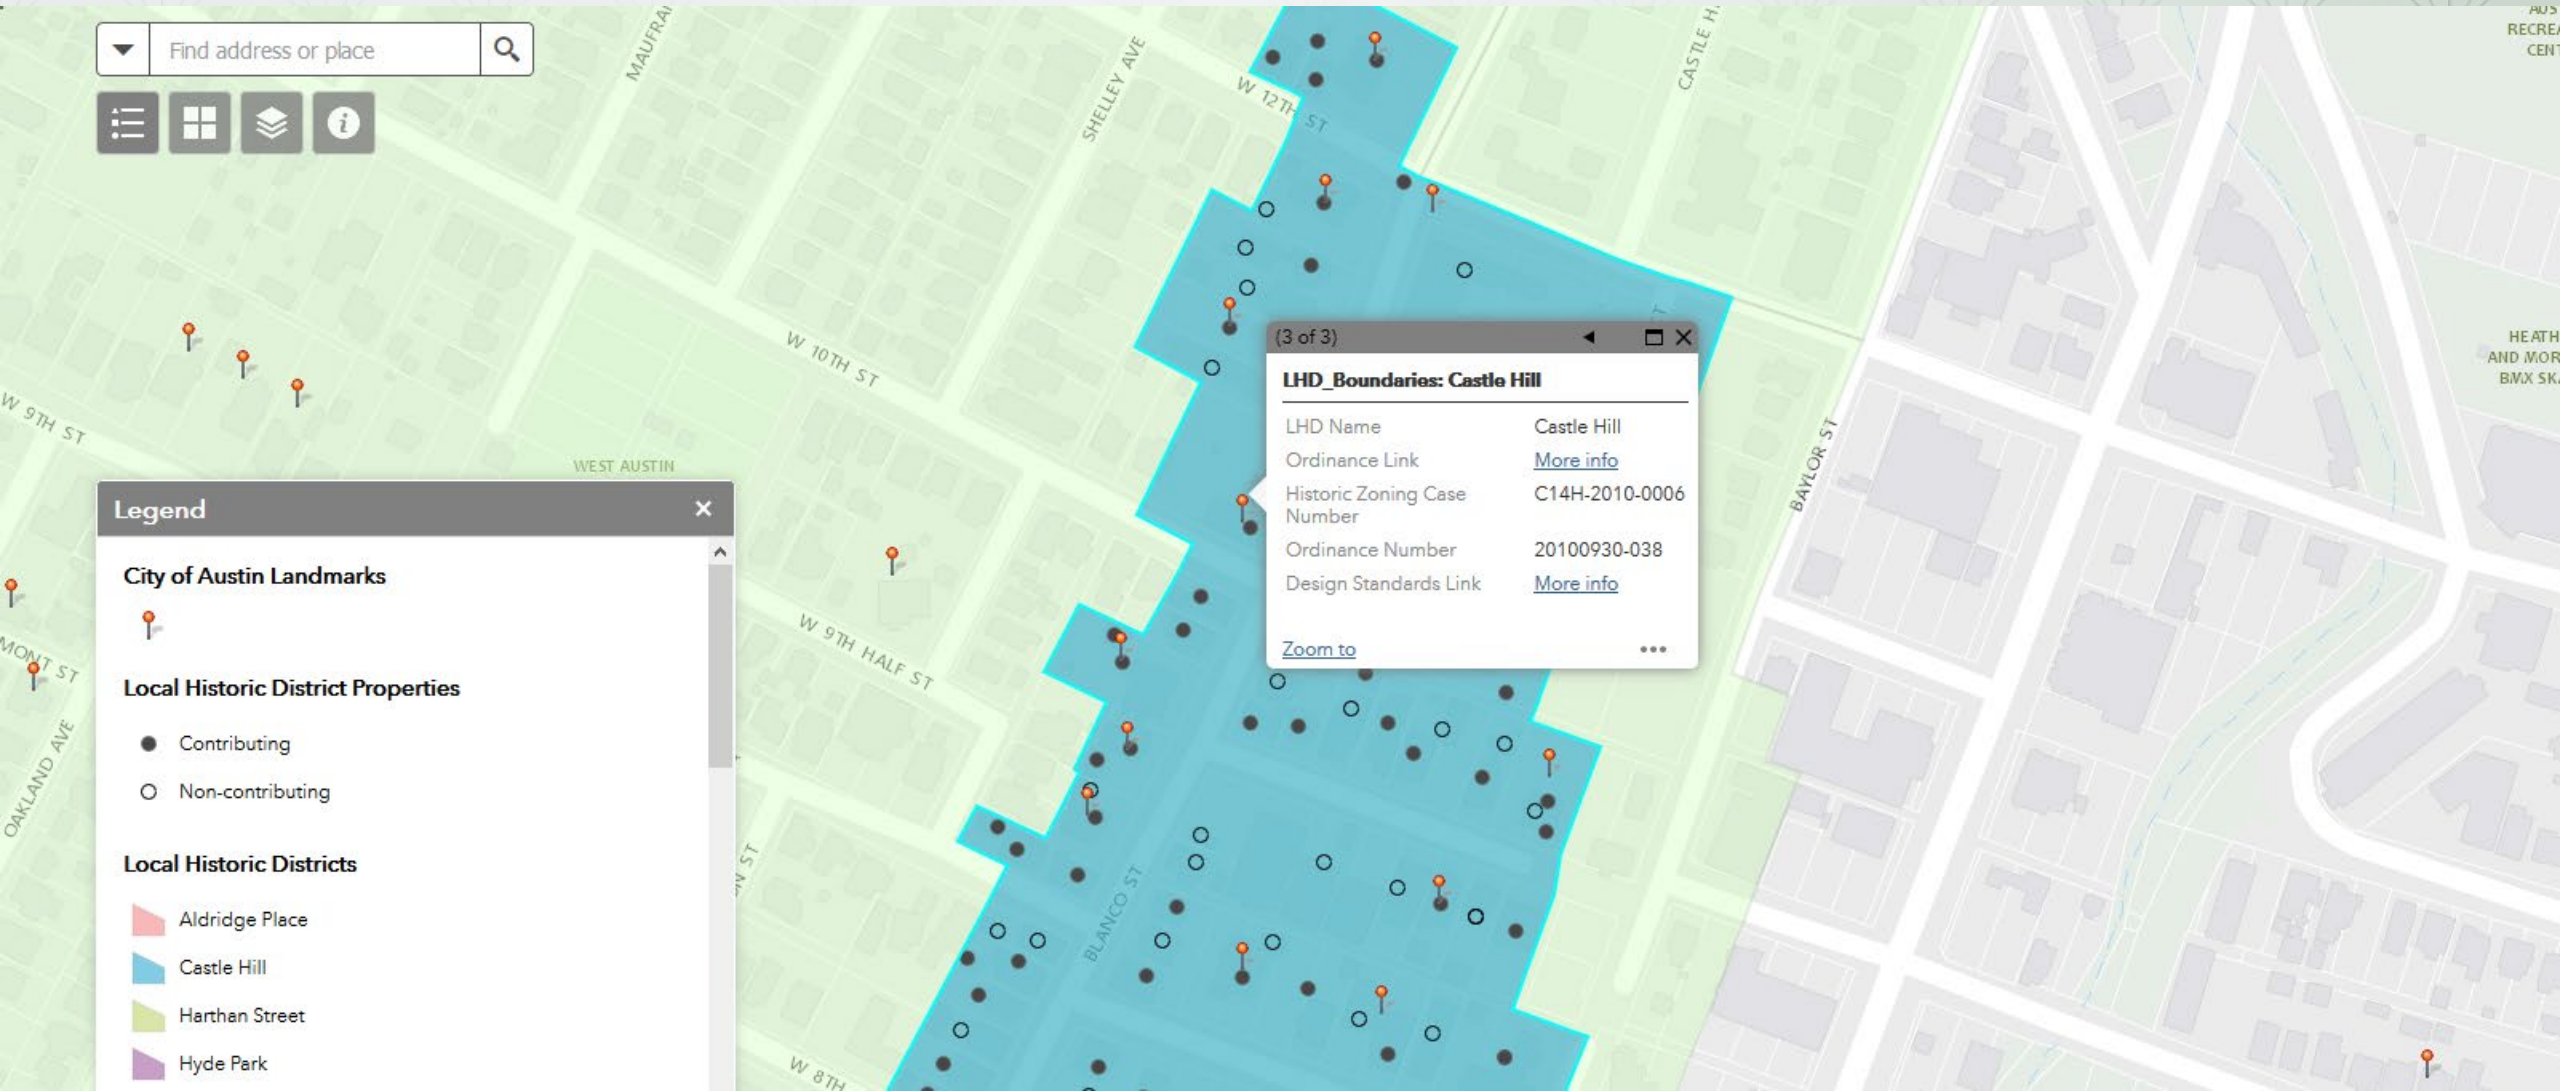 Find address or place
MAUFRAI
SHELLEY AVE
W 12TH ST
CASTLE H
AUS
RECREA
CENT
W 10TH ST
W 9TH ST
WEST AUSTIN
HEATH
AND MOR
BMX SK
BAYLOR ST
(3 of 3)
LHD_Boundaries: Castle Hill
LHD Name Castle Hill
Ordinance Link More info
Historic Zoning Case Number C14H-2010-0006
Ordinance Number 20100930-038
Design Standards Link More info
Zoom to
Legend
City of Austin Landmarks
Local Historic District Properties
Contributing
Non-contributing
Local Historic Districts
Aldridge Place
Castle Hill
Harthan Street
Hyde Park
MONT ST
OAKLAND AVE
W 9TH HALF ST
N ST
BLANCO ST
W 8TH